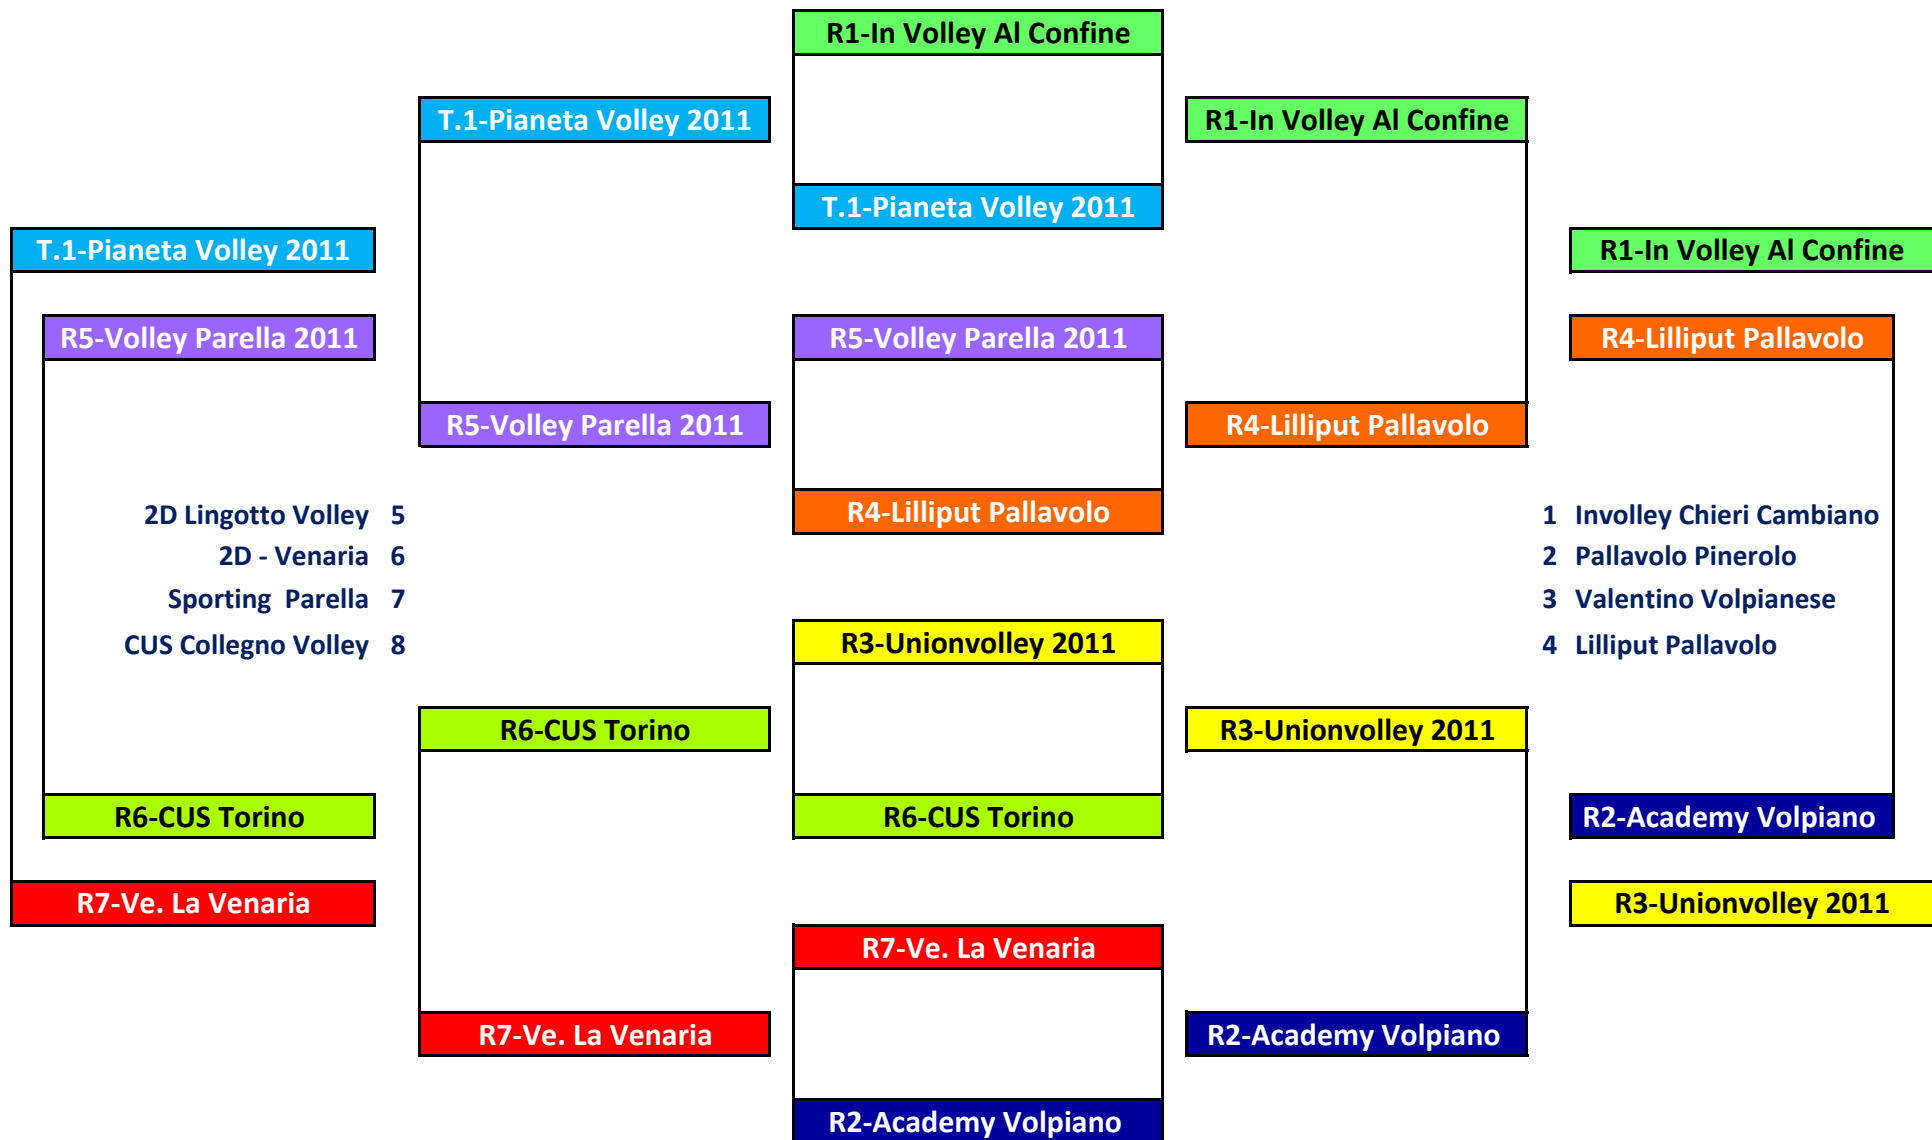 R1-In Volley Al Confine
T.1-Pianeta Volley 2011
R1-In Volley Al Confine
T.1-Pianeta Volley 2011
T.1-Pianeta Volley 2011
R1-In Volley Al Confine
R5-Volley Parella 2011
R5-Volley Parella 2011
R4-Lilliput Pallavolo
R5-Volley Parella 2011
R4-Lilliput Pallavolo
2D Lingotto Volley 5
R4-Lilliput Pallavolo
1 Involley Chieri Cambiano
2D - Venaria 6
2 Pallavolo Pinerolo
Sporting Parella 7
3 Valentino Volpianese
CUS Collegno Volley 8
R3-Unionvolley 2011
4 Lilliput Pallavolo
R6-CUS Torino
R3-Unionvolley 2011
R6-CUS Torino
R6-CUS Torino
R2-Academy Volpiano
R7-Ve. La Venaria
R3-Unionvolley 2011
R7-Ve. La Venaria
R7-Ve. La Venaria
R2-Academy Volpiano
R2-Academy Volpiano